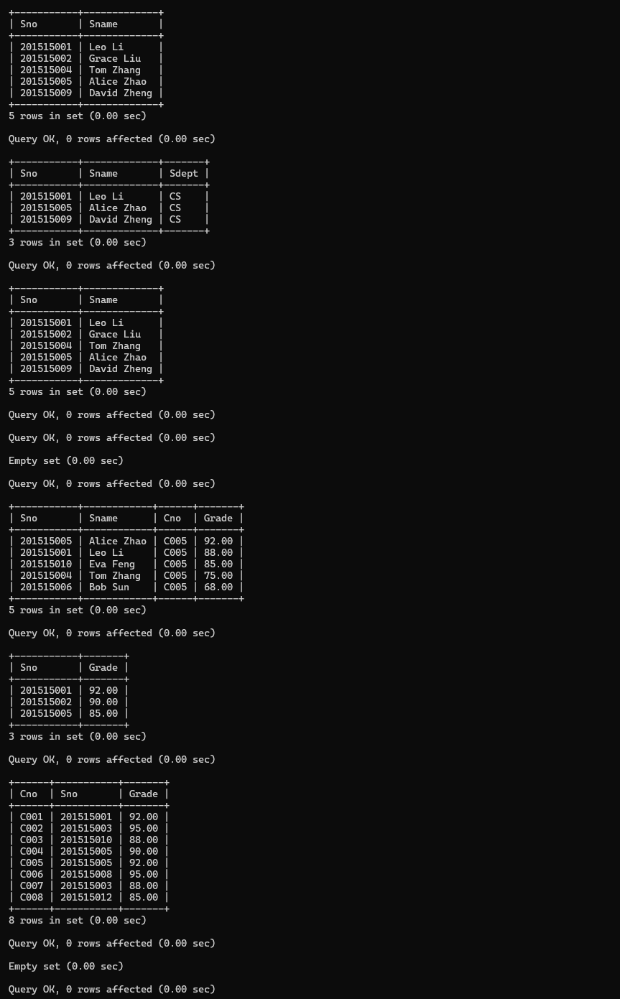 +-----------+-------------+
| Sno       | Sname       |
+-----------+-------------+
| 201515001 | Leo Li      |
| 201515002 | Grace Liu   |
| 201515004 | Tom Zhang   |
| 201515005 | Alice Zhao  |
| 201515009 | David Zheng |
+-----------+-------------+
5 rows in set (0.00 sec)

Query OK, 0 rows affected (0.00 sec)

+-----------+-------------+-------+
| Sno       | Sname       | Sdept |
+-----------+-------------+-------+
| 201515001 | Leo Li      | CS    |
| 201515005 | Alice Zhao  | CS    |
| 201515009 | David Zheng | CS    |
+-----------+-------------+-------+
3 rows in set (0.00 sec)

Query OK, 0 rows affected (0.00 sec)

+-----------+-------------+
| Sno       | Sname       |
+-----------+-------------+
| 201515001 | Leo Li      |
| 201515002 | Grace Liu   |
| 201515004 | Tom Zhang   |
| 201515005 | Alice Zhao  |
| 201515009 | David Zheng |
+-----------+-------------+
5 rows in set (0.00 sec)

Query OK, 0 rows affected (0.00 sec)

Query OK, 0 rows affected (0.00 sec)

Empty set (0.00 sec)

Query OK, 0 rows affected (0.00 sec)

+-----------+------------+------+-------+
| Sno       | Sname      | Cno  | Grade |
+-----------+------------+------+-------+
| 201515005 | Alice Zhao | C005 | 92.00 |
| 201515001 | Leo Li     | C005 | 88.00 |
| 201515010 | Eva Feng   | C005 | 85.00 |
| 201515004 | Tom Zhang  | C005 | 75.00 |
| 201515006 | Bob Sun    | C005 | 68.00 |
+-----------+------------+------+-------+
5 rows in set (0.00 sec)

Query OK, 0 rows affected (0.00 sec)

+-----------+-------+
| Sno       | Grade |
+-----------+-------+
| 201515001 | 92.00 |
| 201515002 | 90.00 |
| 201515005 | 85.00 |
+-----------+-------+
3 rows in set (0.00 sec)

Query OK, 0 rows affected (0.00 sec)

+------+-----------+-------+
| Cno  | Sno       | Grade |
+------+-----------+-------+
| C001 | 201515001 | 92.00 |
| C002 | 201515003 | 95.00 |
| C003 | 201515010 | 88.00 |
| C004 | 201515005 | 90.00 |
| C005 | 201515005 | 92.00 |
| C006 | 201515008 | 95.00 |
| C007 | 201515003 | 88.00 |
| C008 | 201515012 | 85.00 |
+------+-----------+-------+
8 rows in set (0.00 sec)

Query OK, 0 rows affected (0.00 sec)

Empty set (0.00 sec)

Query OK, 0 rows affected (0.00 sec)